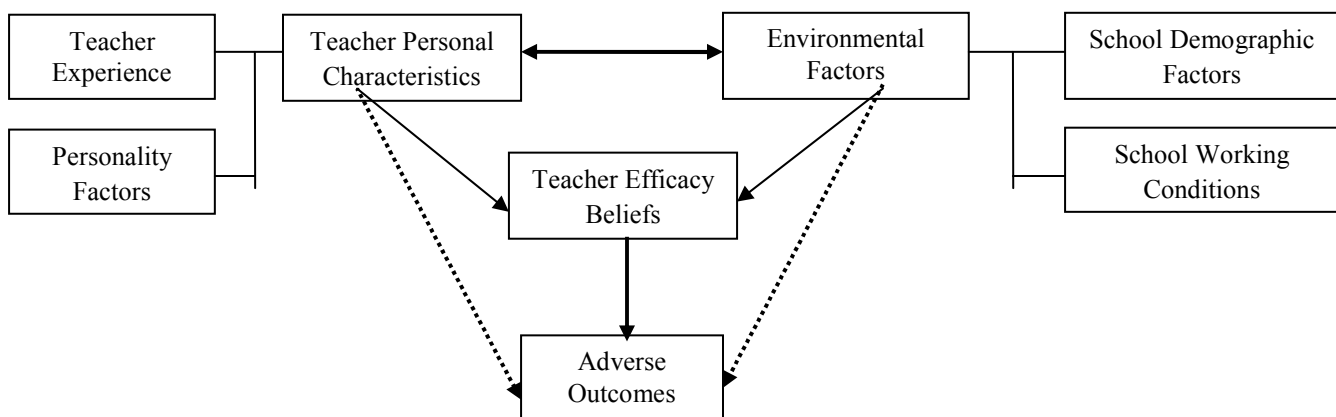 Teacher
Experience
Teacher Personal
Characteristics
Environmental
Factors
School Demographic
Factors
Personality
Factors
Teacher Efficacy
Beliefs
School Working
Conditions
Adverse
Outcomes